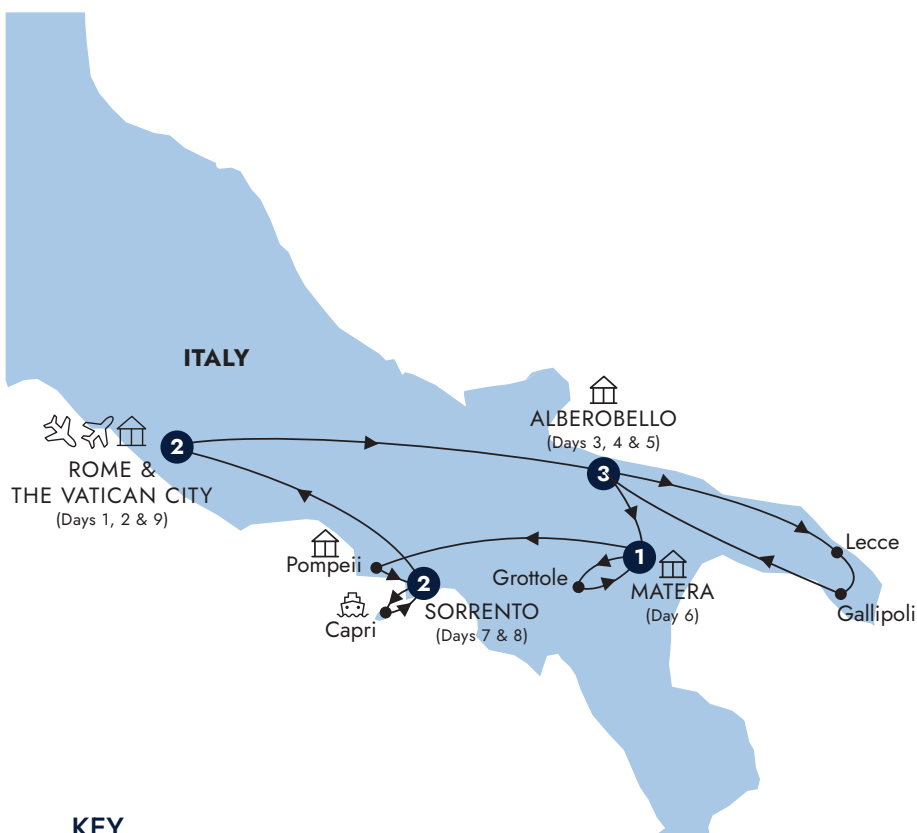 ITALY
ALBEROBELLO
(Days 3, 4 & 5)
2
ROME &
THE VATICAN CITY
(Days 1, 2 & 9)
3
Lecce
Pompeii
1
Grottole
MATERA
(Day 6)
2
Gallipoli
SORRENTO
(Days 7 & 8)
Capri
KEY